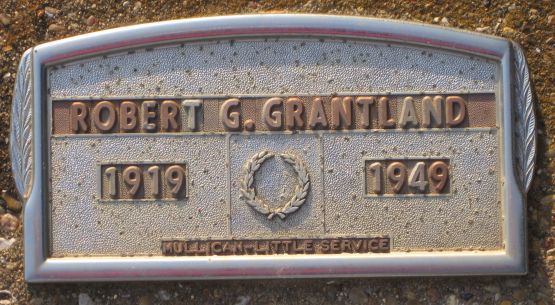 ROBERT G. GRANTLAND
1919 1949
MULLICAN-LITTLE-SERVICE